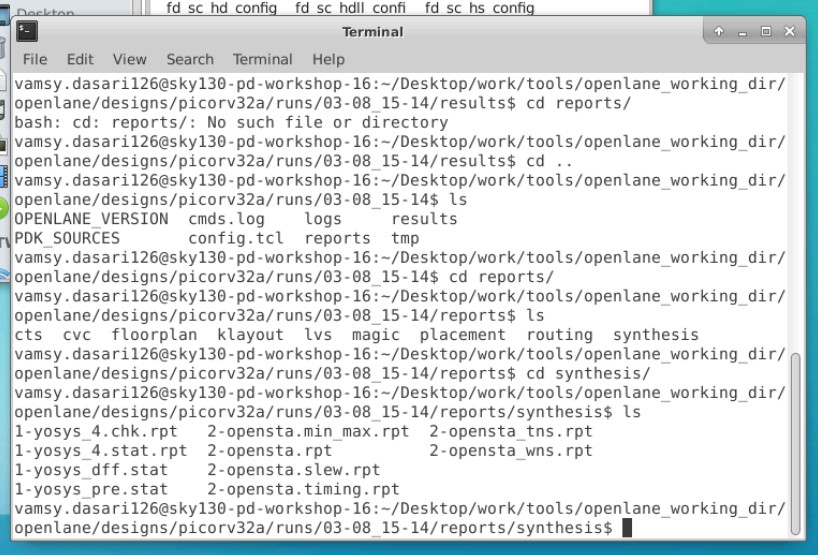 Desktop
fd_sc_hd_config fd_sc_hdll_confi fd_sc_hs_config
Terminal
File Edit View Search Terminal Help
vamsy.dasari126@sky130-pd-workshop-16:~/Desktop/work/tools/openlane_working_dir/
openlane/designs/picorv32a/runs/03-08_15-14/results$ cd reports/
bash: cd: reports/: No such file or directory
vamsy.dasari126@sky130-pd-workshop-16:~/Desktop/work/tools/openlane_working_dir/
openlane/designs/picorv32a/runs/03-08_15-14/results$ cd ..
vamsy.dasari126@sky130-pd-workshop-16:~/Desktop/work/tools/openlane_working_dir/
openlane/designs/picorv32a/runs/03-08_15-14$ ls
OPENLANE_VERSION cmds.log logs results
PDK_SOURCES config.tcl reports tmp
vamsy.dasari126@sky130-pd-workshop-16:~/Desktop/work/tools/openlane_working_dir/
openlane/designs/picorv32a/runs/03-08_15-14$ cd reports/
vamsy.dasari126@sky130-pd-workshop-16:~/Desktop/work/tools/openlane_working_dir/
openlane/designs/picorv32a/runs/03-08_15-14/reports$ ls
cts cvc floorplan klayout lvs magic placement routing synthesis
vamsy.dasari126@sky130-pd-workshop-16:~/Desktop/work/tools/openlane_working_dir/
openlane/designs/picorv32a/runs/03-08_15-14/reports$ cd synthesis/
vamsy.dasari126@sky130-pd-workshop-16:~/Desktop/work/tools/openlane_working_dir/
openlane/designs/picorv32a/runs/03-08_15-14/reports/synthesis$ ls
1-yosys_4.chk.rpt 2-opensta.min_max.rpt 2-opensta_tns.rpt
1-yosys_4.stat.rpt 2-opensta.rpt 2-opensta_wns.rpt
1-yosys_dff.stat 2-opensta.slew.rpt
1-yosys_pre.stat 2-opensta.timing.rpt
vamsy.dasari126@sky130-pd-workshop-16:~/Desktop/work/tools/openlane_working_dir/
openlane/designs/picorv32a/runs/03-08_15-14/reports/synthesis$